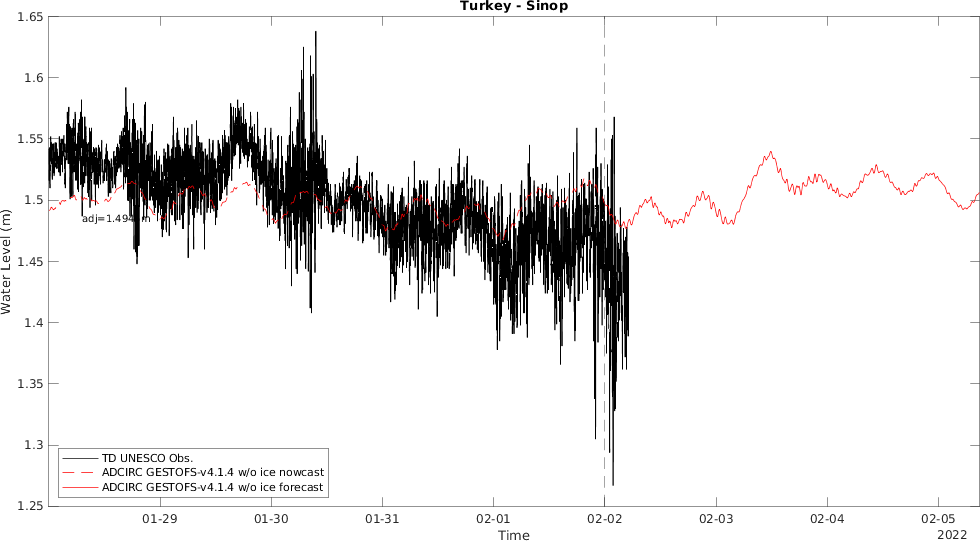 Turkey - Sinop
Water Level (m)
1.65
1.6
1.55
1.5
1.45
1.4
1.35
1.3
1.25
adj=1.494 m
TD UNESCO Obs.
ADCIRC GESTOFS-v4.1.4 w/o ice nowcast
ADCIRC GESTOFS-v4.1.4 w/o ice forecast
01-29 01-30 01-31 02-01 02-02 02-03 02-04 02-05
Time
2022